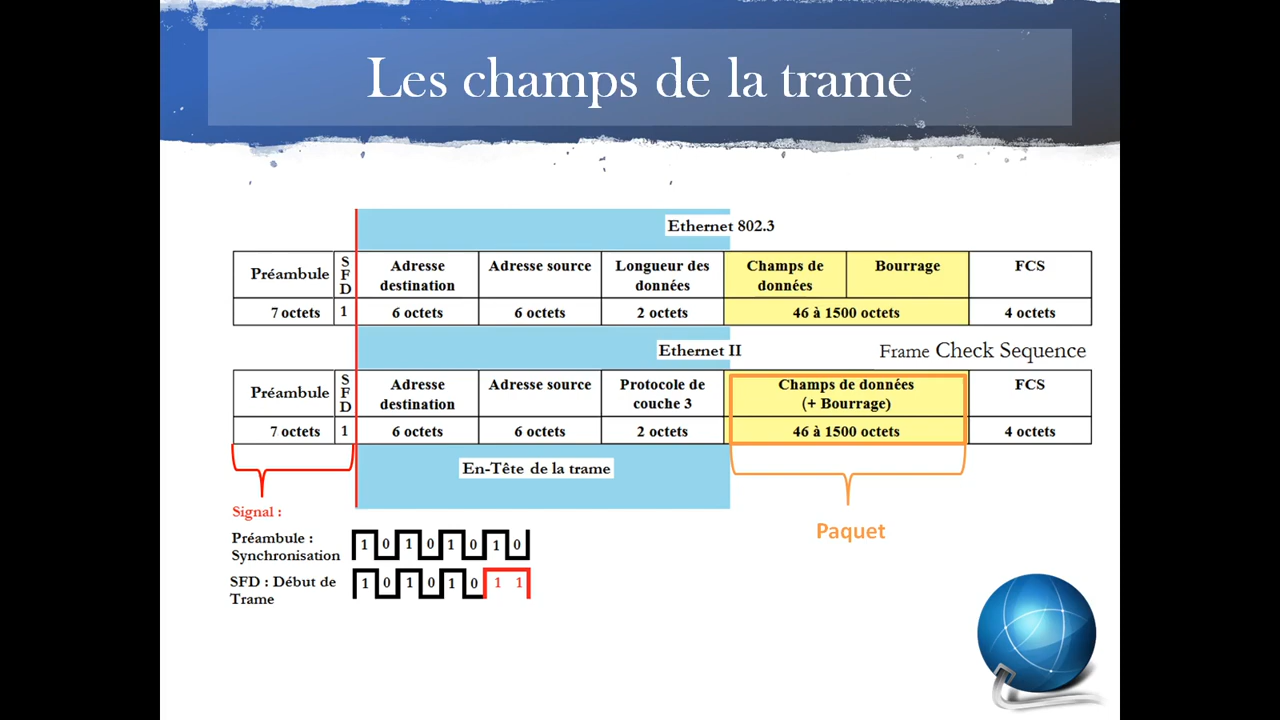 Les champs de la trame
Ethernet 802.3
Préambule
S
F
D
Adresse
destination
Adresse source
Longueur des
données
Champs de
données
Bourrage
FCS
7 octets
1
6 octets
6 octets
2 octets
46 à 1500 octets
4 octets
Ethernet II
Frame Check Sequence
Préambule
S
F
D
Adresse
destination
Adresse source
Protocole de
couche 3
Champs de données
(+ Bourrage)
FCS
7 octets
1
6 octets
6 octets
2 octets
46 à 1500 octets
4 octets
En-Tête de la trame
Signal :
Paquet
Préambule :
Synchronisation
1 0 1 0 1 0 1 0
SFD : Début de
Trame
1 0 1 0 1 0 1 1